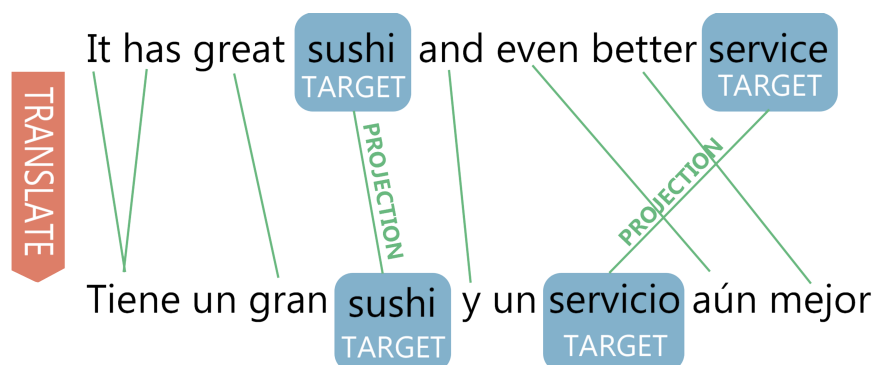 It has great sushi and even better service
TARGET
TARGET
TRANSLATE
PROJECTION
PROJECTION
Tiene un gran sushi y un servicio aún mejor
TARGET
TARGET